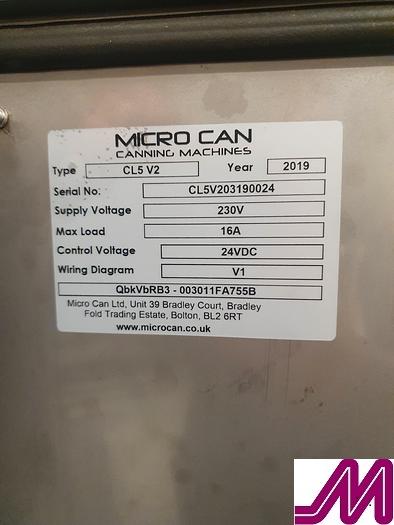 MICRO CAN
CANNING MACHINES
Type CL5 V2 Year 2019
Serial No: CL5V203190024
Supply Voltage 230V
Max Load 16A
Control Voltage 24VDC
Wiring Diagram V1
QbkVbRB3 - 003011FA755B
Micro Can Ltd, Unit 39 Bradley Court, Bradley
Fold Trading Estate, Bolton, BL2 6RT
www.microcan.co.uk
M